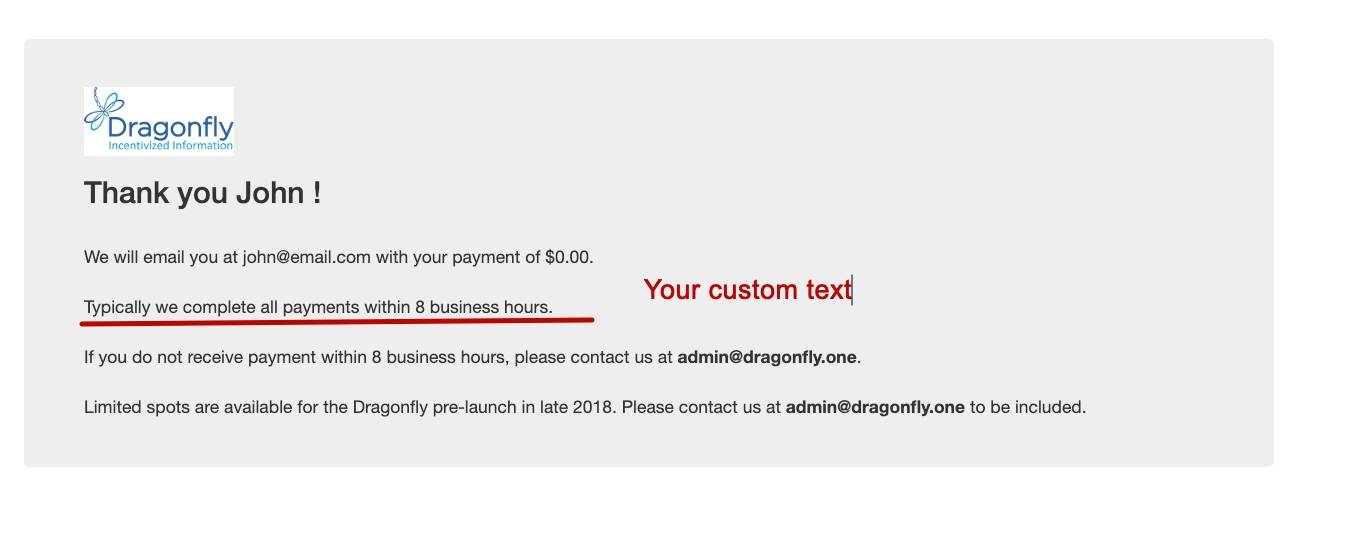 Dragonfly
Incentivized Information
Thank you John !
We will email you at john@email.com with your payment of $0.00.
Your custom text
Typically we complete all payments within 8 business hours.
If you do not receive payment within 8 business hours, please contact us at admin@dragonfly.one.
Limited spots are available for the Dragonfly pre-launch in late 2018. Please contact us at admin@dragonfly.one to be included.